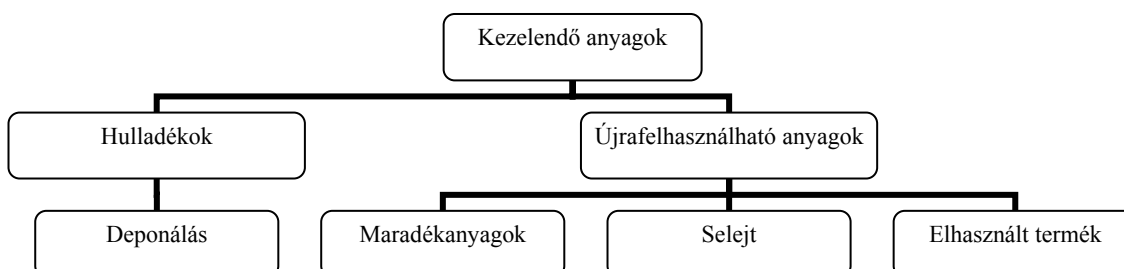 Kezelendő anyagok
Hulladékok
Újrafelhasználható anyagok
Deponálás
Maradékanyagok
Selejt
Elhasznált termék